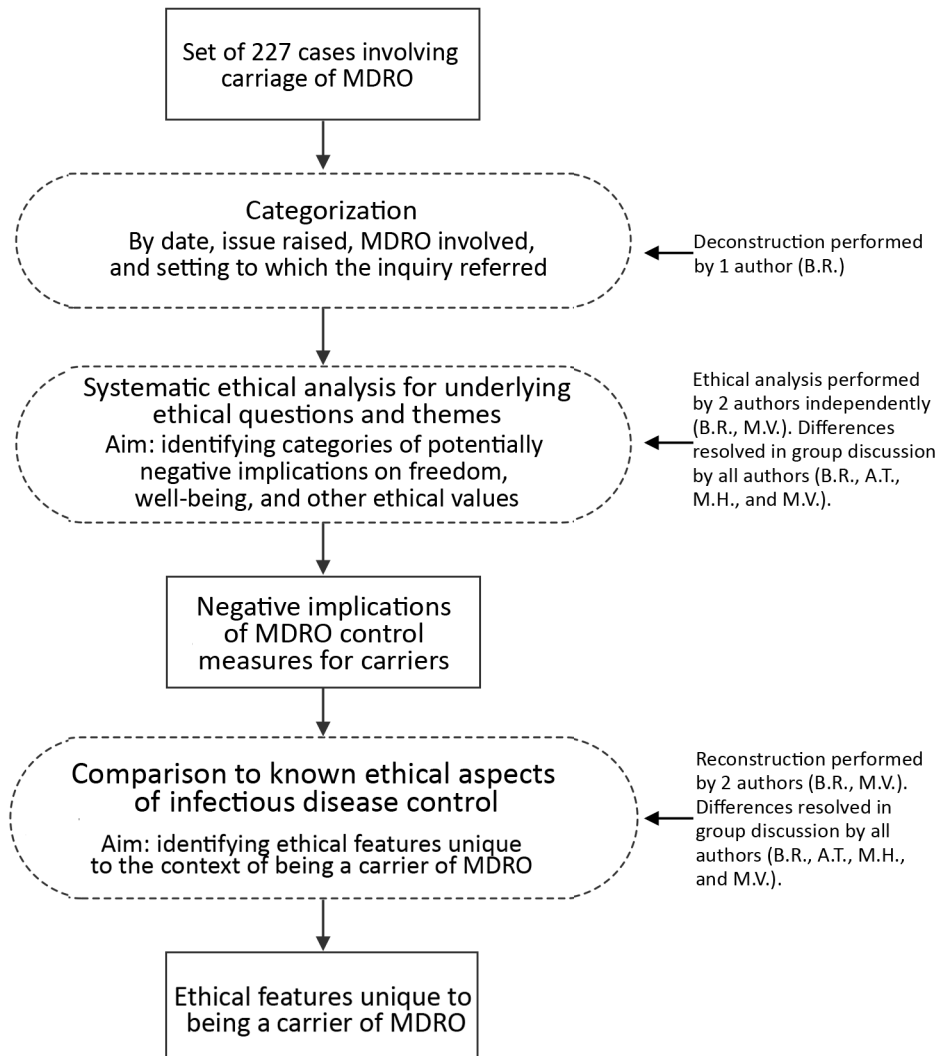 Set of 227 cases involving
carriage of MDRO
Categorization
By date, issue raised, MDRO involved,
and setting to which the inquiry referred
Deconstruction performed
by 1 author (B.R.)
Systematic ethical analysis for underlying
ethical questions and themes
Aim: identifying categories of potentially
negative implications on freedom,
well-being, and other ethical values
Ethical analysis performed
by 2 authors independently
(B.R., M.V.). Differences
resolved in group discussion
by all authors (B.R., A.T.,
M.H., and M.V.).
Negative implications
of MDRO control
measures for carriers
Comparison to known ethical aspects
of infectious disease control
Aim: identifying ethical features unique
to the context of being a carrier of MDRO
Reconstruction performed
by 2 authors (B.R., M.V.).
Differences resolved in
group discussion by all
authors (B.R., A.T., M.H.,
and M.V.).
Ethical features unique to
being a carrier of MDRO